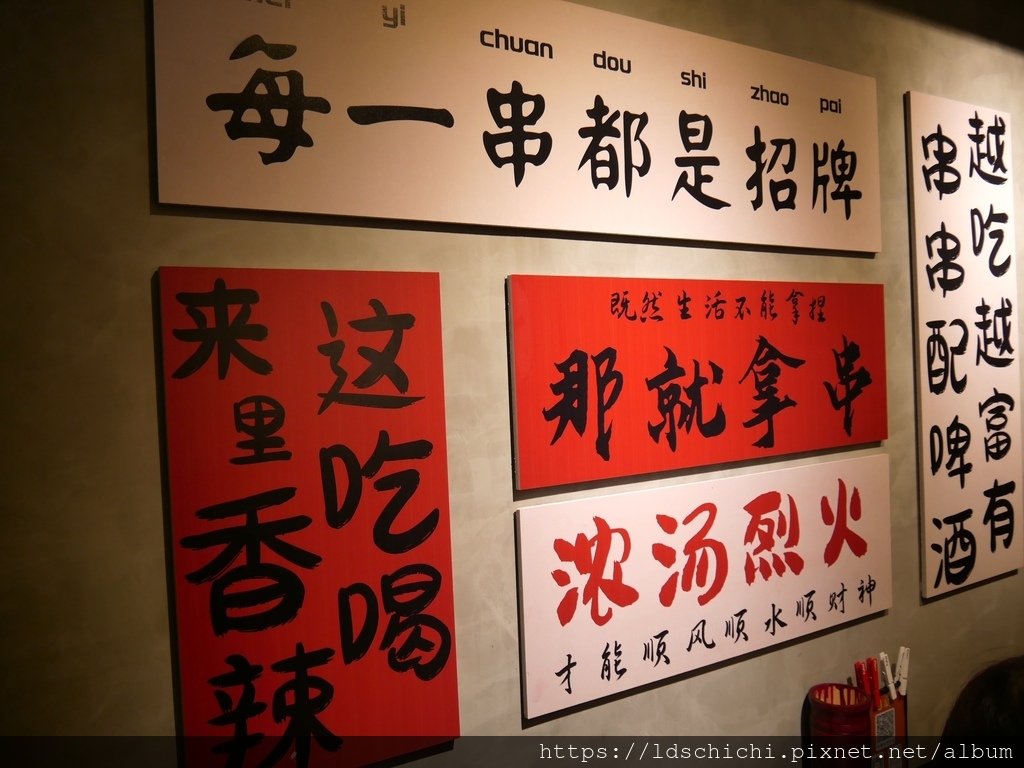 yi chuan dou shi zhao pai
每一串都是招牌
越吃越富有
串串配啤酒
这吃喝
来里香辣
既然生活不能拿捏
那就拿串
浓汤烈火
才能顺风顺水顺财神
https://ldschichi.pixnet.net/album